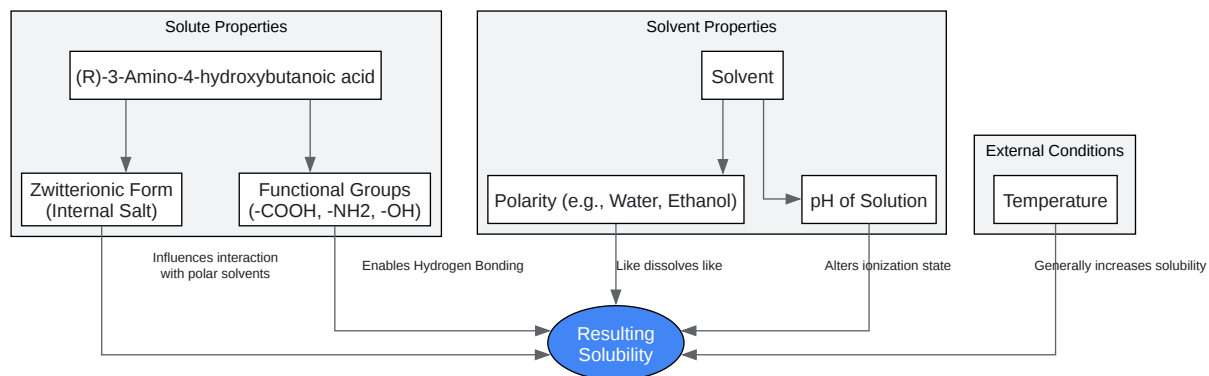 Solute Properties
(R)-3-Amino-4-hydroxybutanoic acid
Zwitterionic Form
(Internal Salt)
Functional Groups
(-COOH, -NH2, -OH)
Solvent Properties
Solvent
Polarity (e.g., Water, Ethanol)
pH of Solution
External Conditions
Temperature
Influences interaction
with polar solvents
Enables Hydrogen Bonding
Like dissolves like
Alters ionization state
Generally increases solubility
Resulting
Solubility